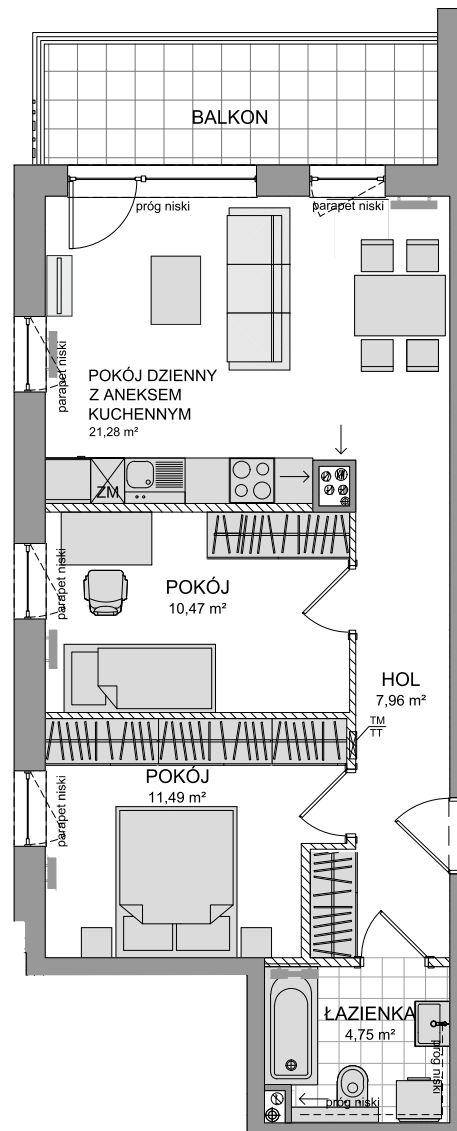 BALKON
próg niski
parapet niski
parapet niski
POKÓJ DZIENNY
Z ANEKSEM
KUCHENNYM
21,28 m²
ZM
parapet niski
POKÓJ
10,47 m²
HOL
7,96 m²
TM
TT
POKÓJ
11,49 m²
parapet niski
ŁAZIENKA
4,75 m²
próg niski
próg niski